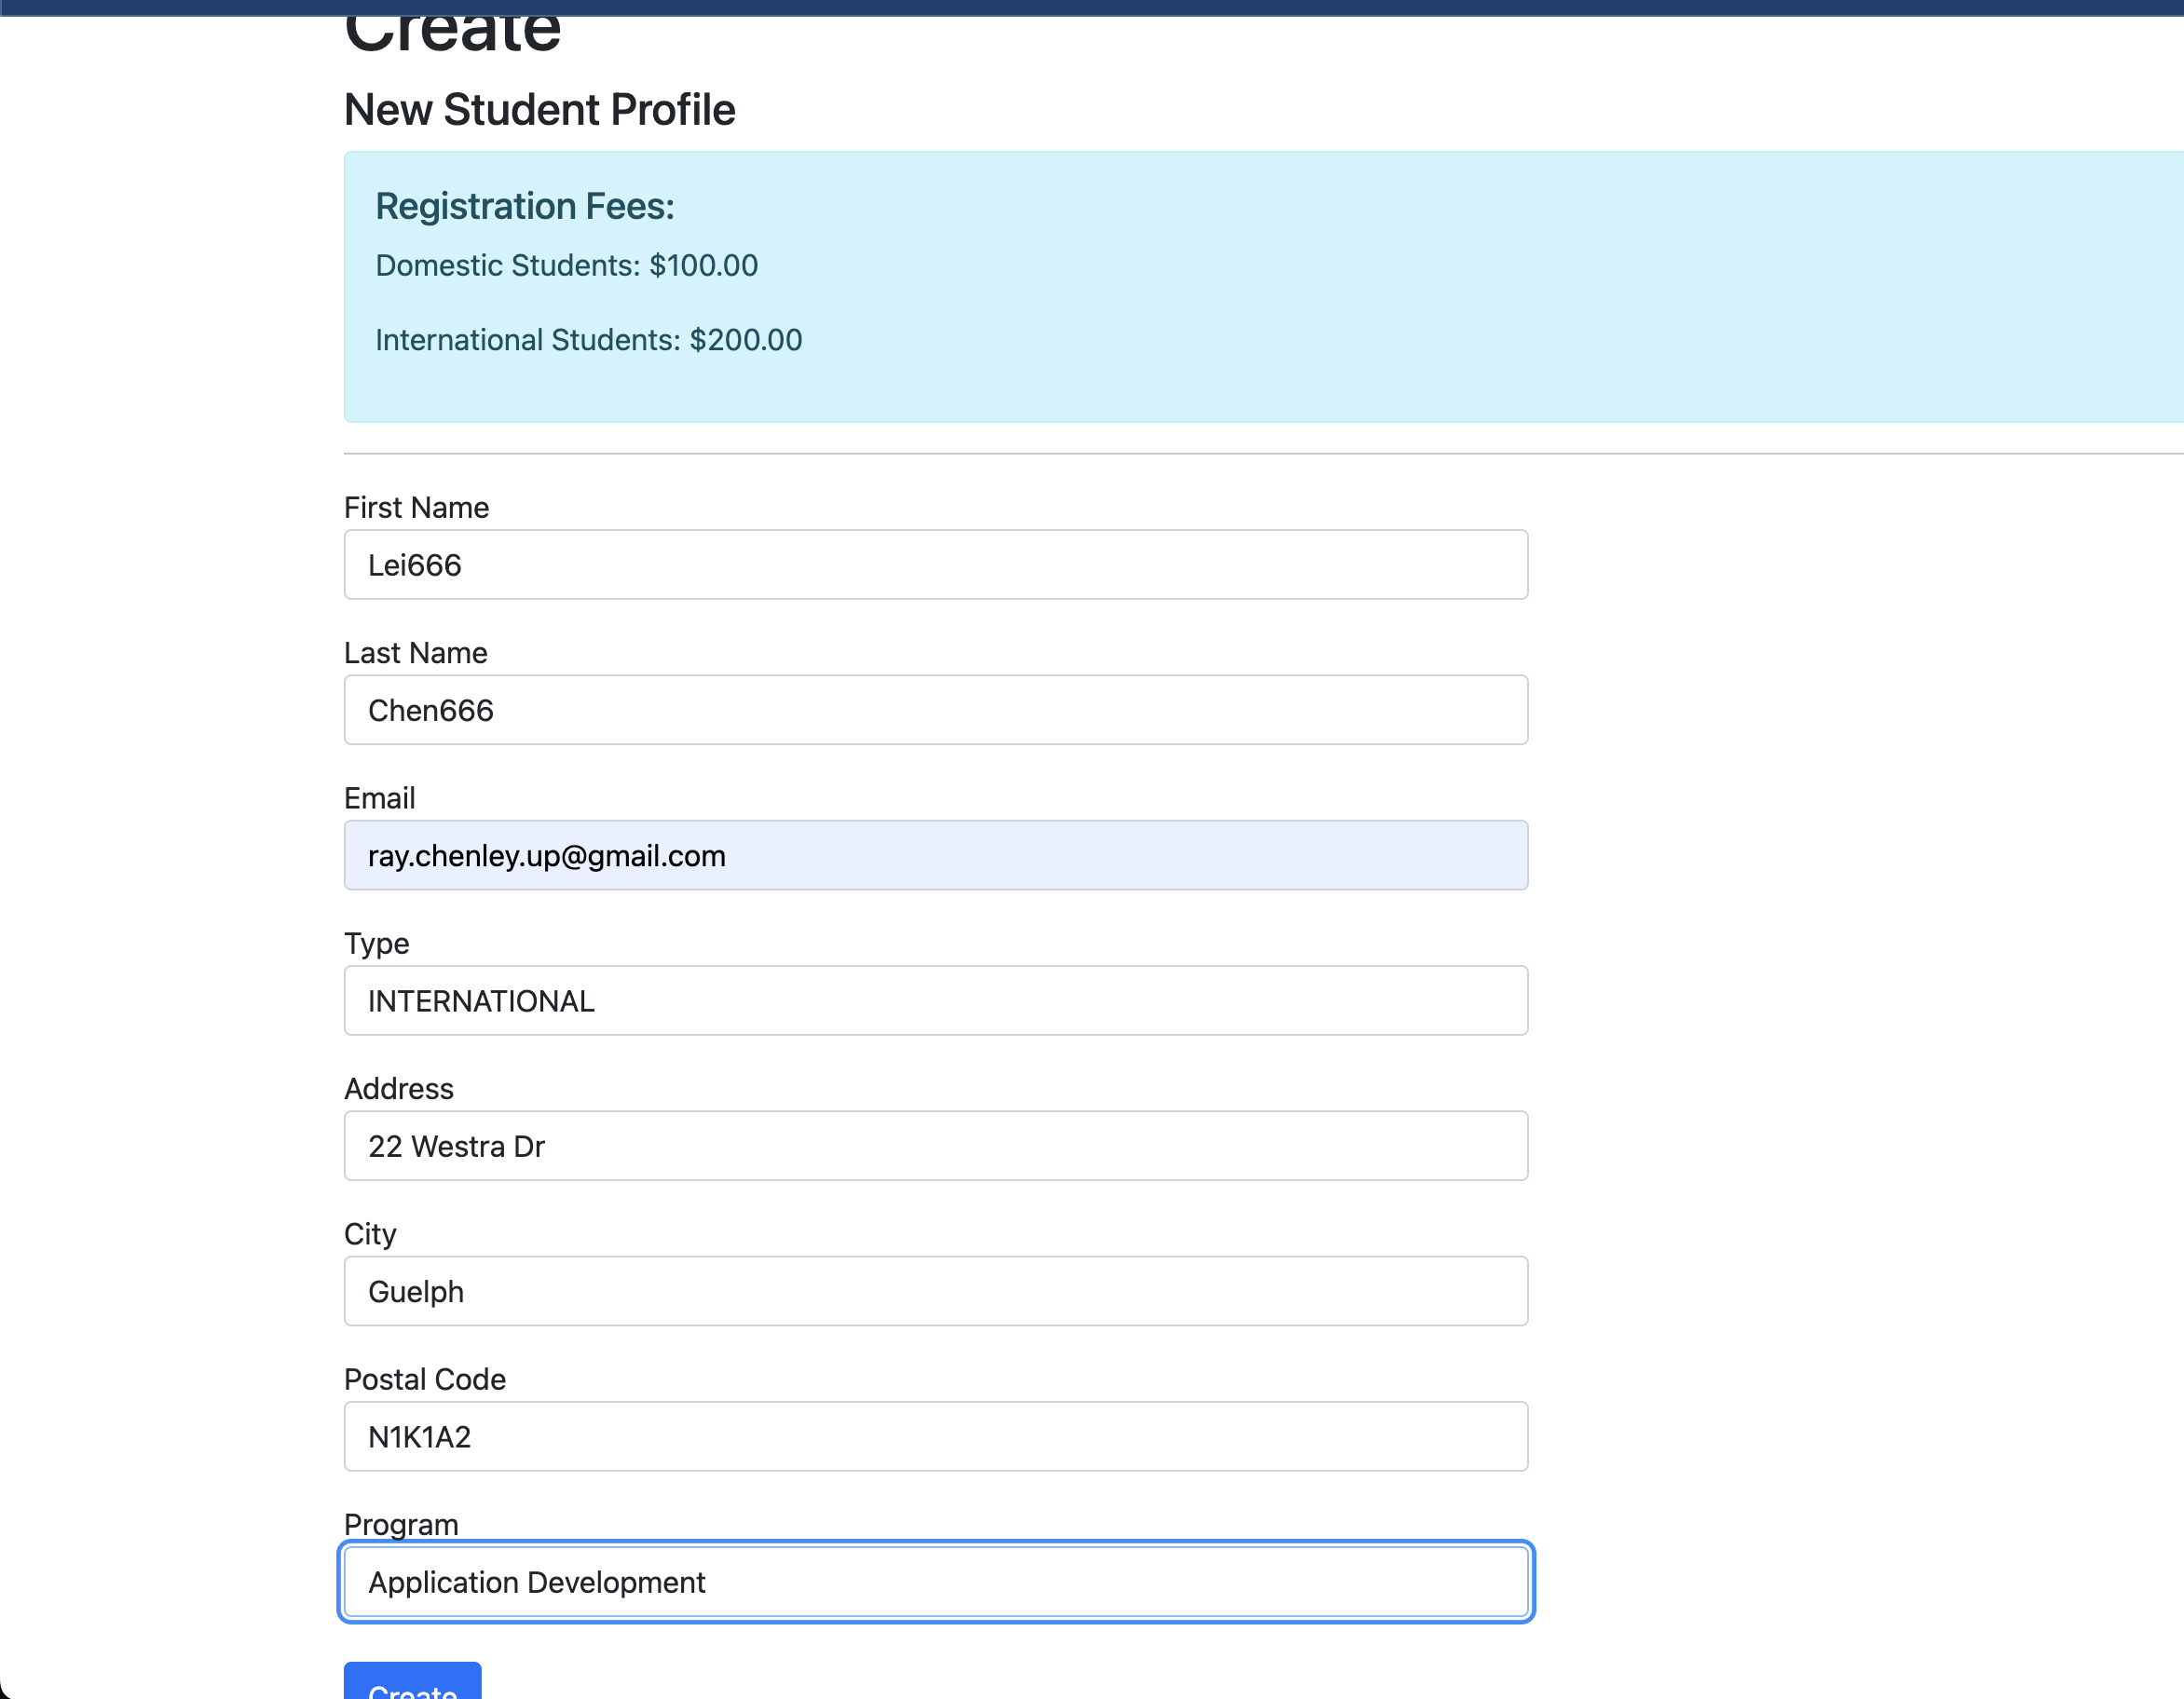 Create
New Student Profile
Registration Fees:
Domestic Students: $100.00
International Students: $200.00
First Name
Lei666
Last Name
Chen666
Email
ray.chenley.up@gmail.com
Type
INTERNATIONAL
Address
22 Westra Dr
City
Guelph
Postal Code
N1K1A2
Program
Application Development
Create